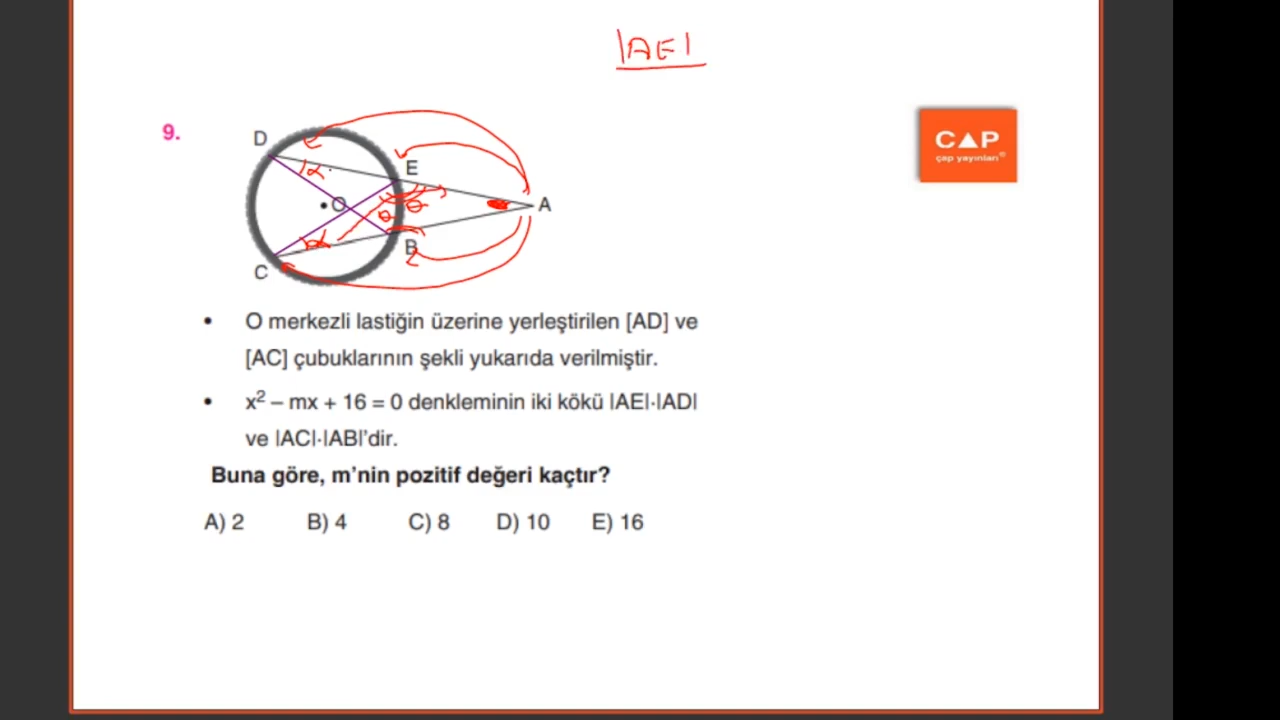 |AE|
9.
CAP
çap yayınları®
D
E
α
O
θ
θ
A
α
B
C
• O merkezli lastiğin üzerine yerleştirilen [AD] ve
[AC] çubuklarının şekli yukarıda verilmiştir.
• x² – mx + 16 = 0 denkleminin iki kökü |AE|·|AD|
ve |AC|·|AB|'dir.
Buna göre, m'nin pozitif değeri kaçtır?
A) 2 B) 4 C) 8 D) 10 E) 16